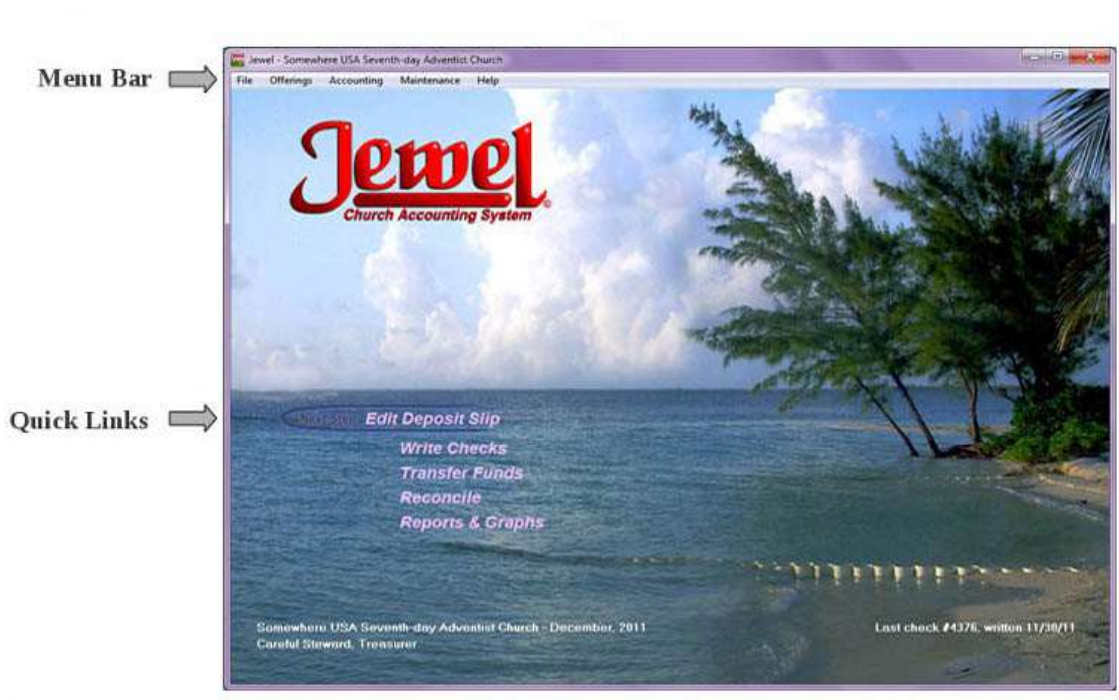 Jewel - Somewhere USA Seventh-day Adventist Church
Menu Bar
File Offerings Accounting Maintenance Help
Jewel
Church Accounting System
Quick Links
Edit Deposit Slip
Write Checks
Transfer Funds
Reconcile
Reports & Graphs
Somewhere USA Seventh-day Adventist Church - December, 2011
Last check #4376, written 11/30/11
Careful Steward, Treasurer